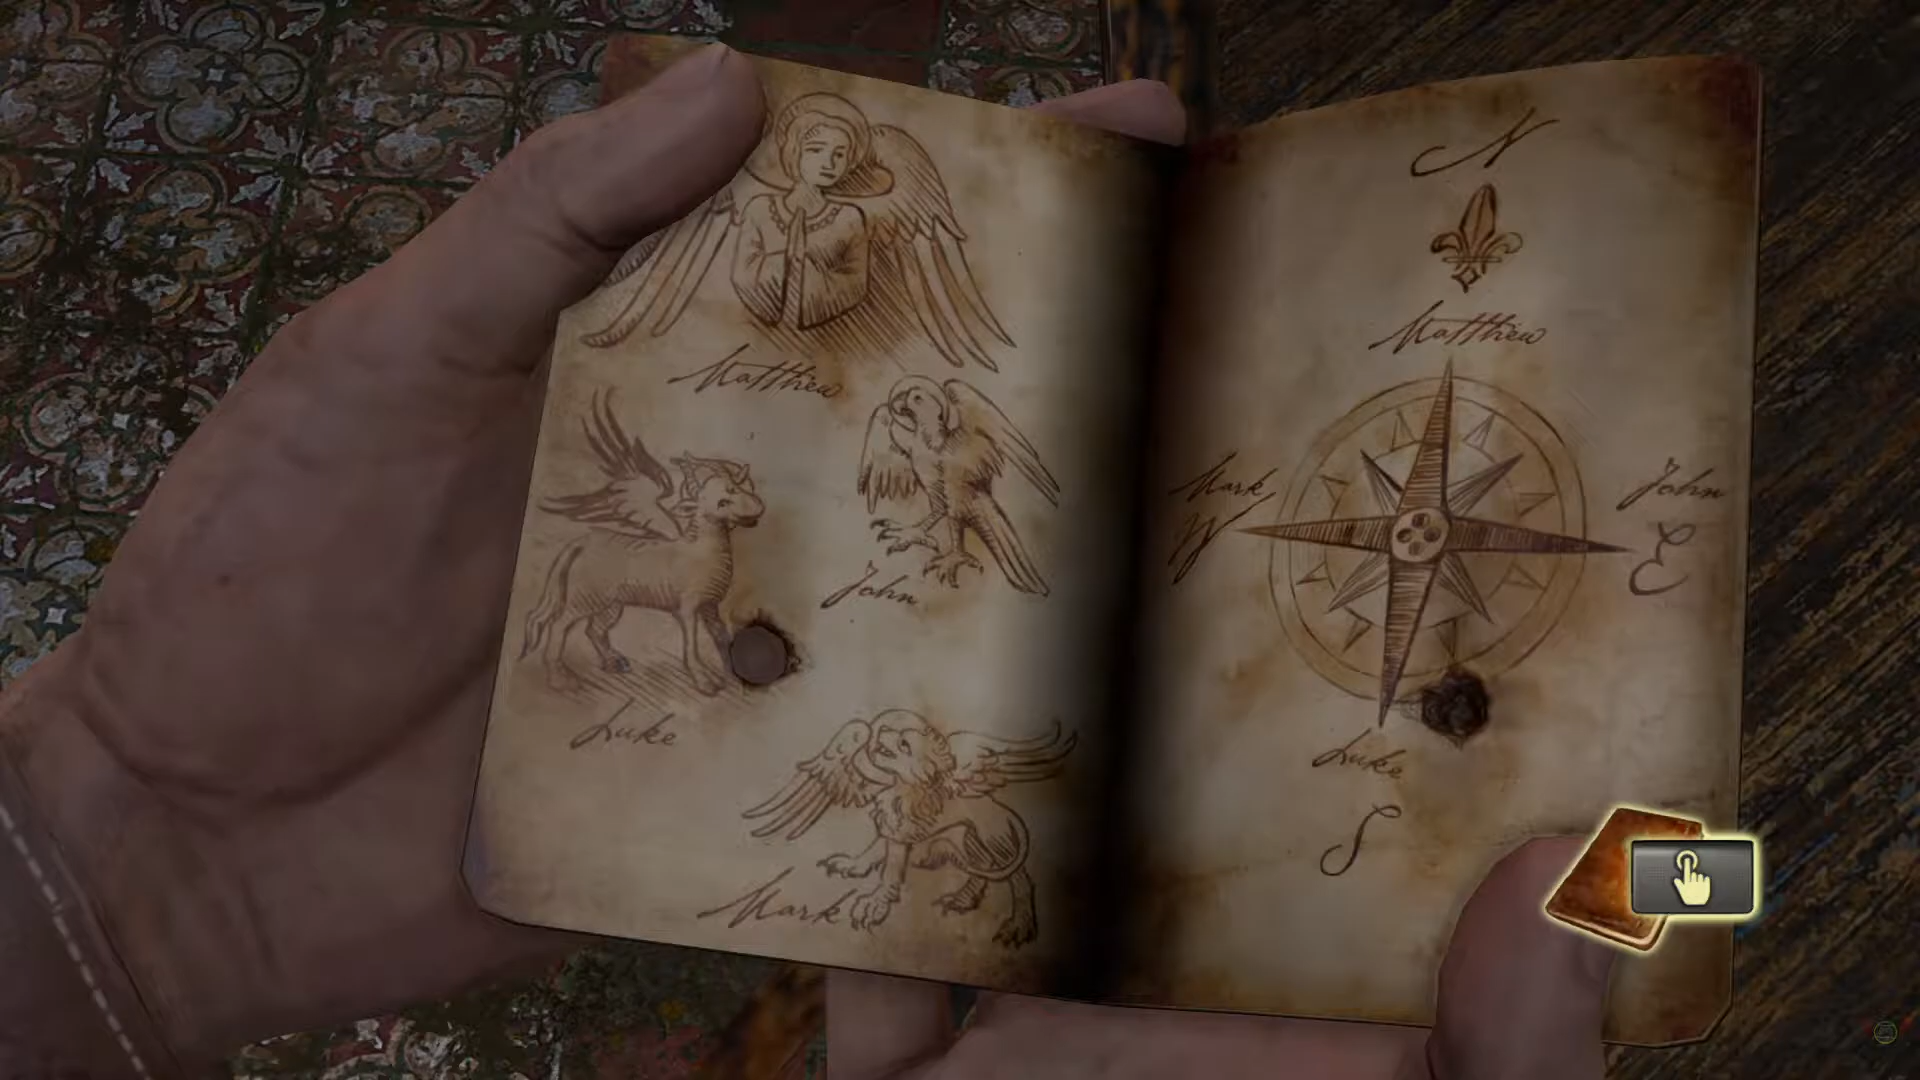 Matthew
John
Luke
Mark
N
Matthew
Mark
John
W
E
Luke
S